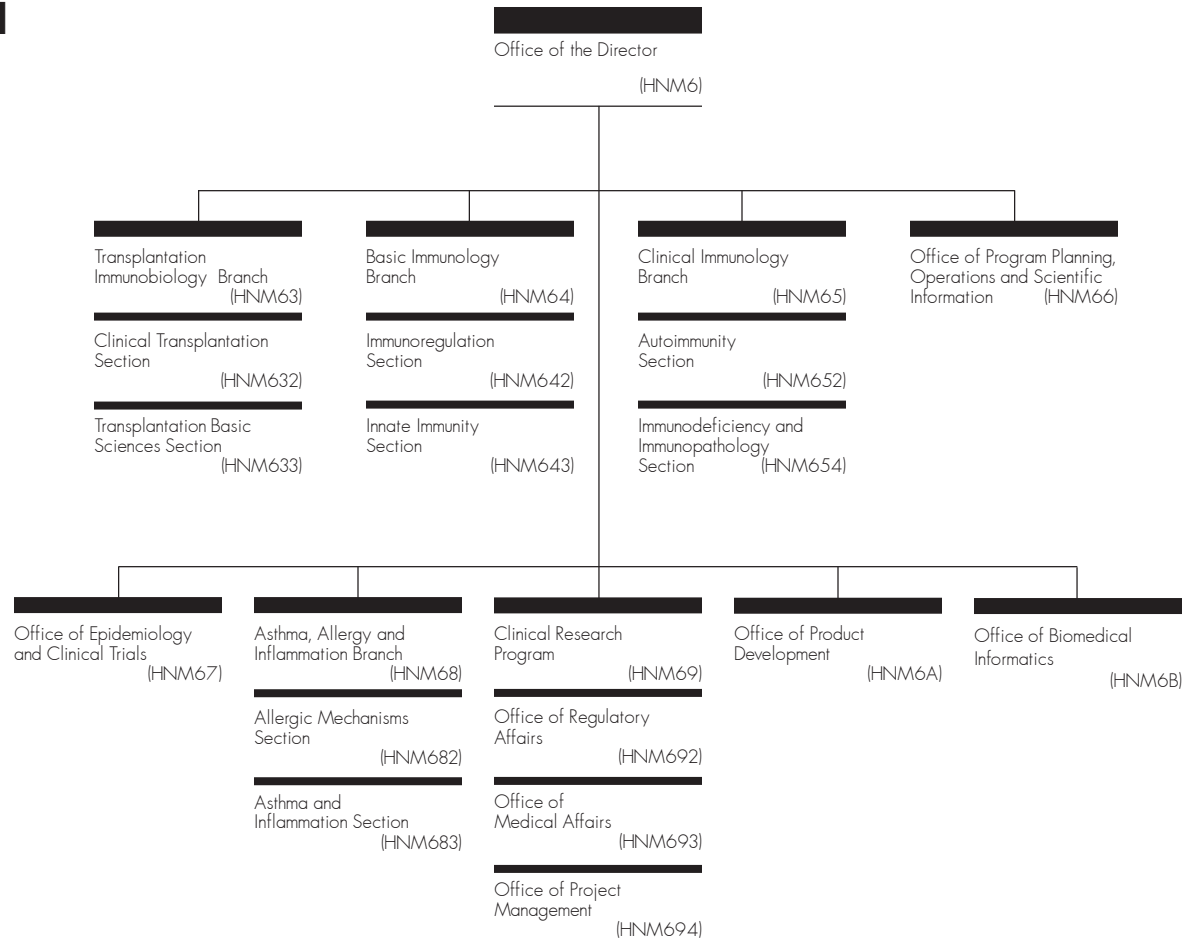 Office of the Director
(HNM6)
Transplantation
Immunobiology Branch
(HNM63)
Clinical Transplantation
Section
(HNM632)
Transplantation Basic
Sciences Section
(HNM633)
Basic Immunology
Branch
(HNM64)
Immunoregulation
Section
(HNM642)
Innate Immunity
Section
(HNM643)
Clinical Immunology
Branch
(HNM65)
Autoimmunity
Section
(HNM652)
Immunodeficiency and
Immunopathology
Section (HNM654)
Office of Program Planning,
Operations and Scientific
Information (HNM66)
Office of Epidemiology
and Clinical Trials
(HNM67)
Asthma, Allergy and
Inflammation Branch
(HNM68)
Allergic Mechanisms
Section
(HNM682)
Asthma and
Inflammation Section
(HNM683)
Clinical Research
Program
(HNM69)
Office of Regulatory
Affairs
(HNM692)
Office of
Medical Affairs
(HNM693)
Office of Project
Management
(HNM694)
Office of Product
Development
(HNM6A)
Office of Biomedical
Informatics
(HNM6B)